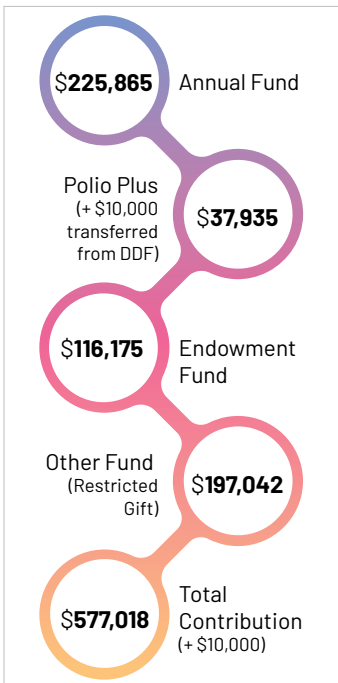 $225,865 Annual Fund
Polio Plus
(+ $10,000
transferred
from DDF)
$37,935
$116,175
Endowment
Fund
Other Fund
(Restricted
Gift)
$197,042
$577,018
Total
Contribution
(+ $10,000)